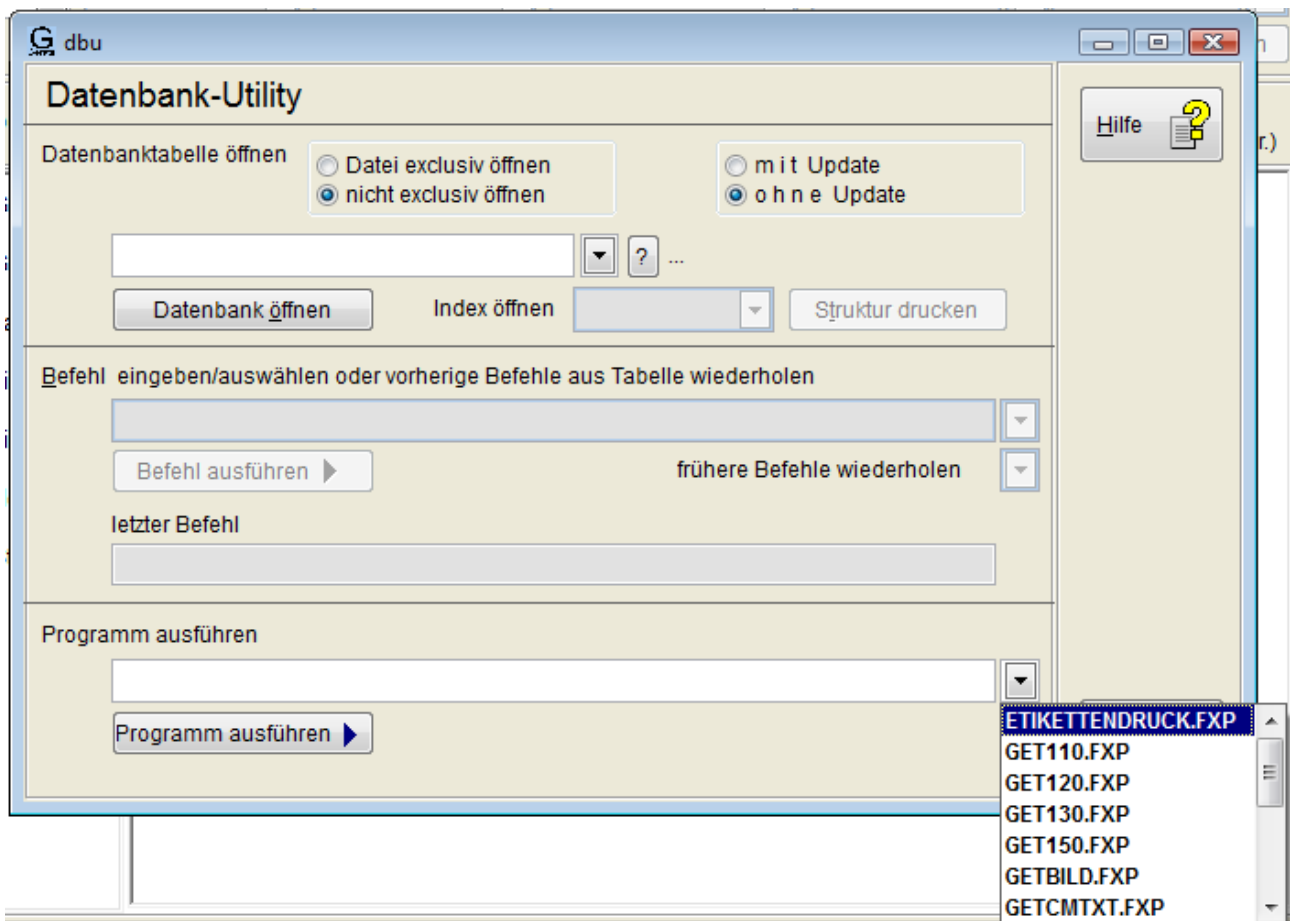 dbu
Datenbank-Utility
Hilfe
Datenbanktabelle öffnen
Datei exclusiv öffnen
nicht exclusiv öffnen
m i t Update
o h n e Update
r.)
n
? ...
Datenbank öffnen
Index öffnen
Struktur drucken
Befehl eingeben/auswählen oder vorherige Befehle aus Tabelle wiederholen
Befehl ausführen
frühere Befehle wiederholen
letzter Befehl
Programm ausführen
Programm ausführen
ETIKETTENDRUCK.FXP
GET110.FXP
GET120.FXP
GET130.FXP
GET150.FXP
GETBILD.FXP
GETCMTXT.FXP